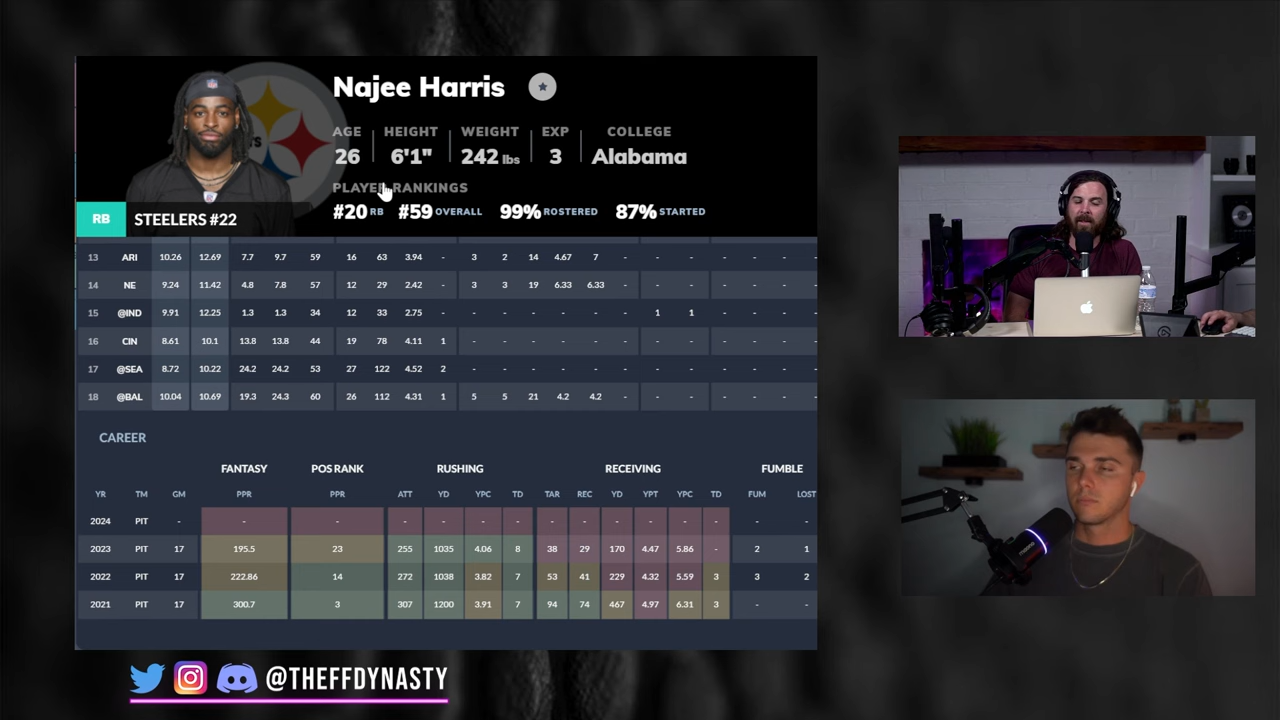 Najee Harris
AGE HEIGHT WEIGHT EXP COLLEGE
26 6'1" 242 lbs 3 Alabama
PLAYER RANKINGS
#20 RB #59 OVERALL 99% ROSTERED 87% STARTED
RB STEELERS #22
13 ARI 10.26 12.69 7.7 9.7 59 16 63 3.94 - 3 2 14 4.67 7 - - - - - -
14 NE 9.24 11.42 4.8 7.8 57 12 29 2.42 - 3 3 19 6.33 6.33 - - - - - -
15 @IND 9.91 12.25 1.3 1.3 34 12 33 2.75 - - - - - - - 1 1 - - -
16 CIN 8.61 10.1 13.8 13.8 44 19 78 4.11 1 - - - - - - - - - - -
17 @SEA 8.72 10.22 24.2 24.2 53 27 122 4.52 2 - - - - - - - - - - -
18 @BAL 10.04 10.69 19.3 24.3 60 26 112 4.31 1 5 5 21 4.2 4.2 - - - - - -
CAREER
FANTASY POS RANK RUSHING RECEIVING FUMBLE
YR TM GM PPR PPR ATT YD YPC TD TAR REC YD YPT YPC TD FUM LOST
2024 PIT - - - - - - - - - - - - - - -
2023 PIT 17 195.5 23 255 1035 4.06 8 38 29 170 4.47 5.86 - 2 1
2022 PIT 17 222.86 14 272 1038 3.82 7 53 41 229 4.32 5.59 3 3 2
2021 PIT 17 300.7 3 307 1200 3.91 7 94 74 467 4.97 6.31 3 - -
@THEFFDYNASTY